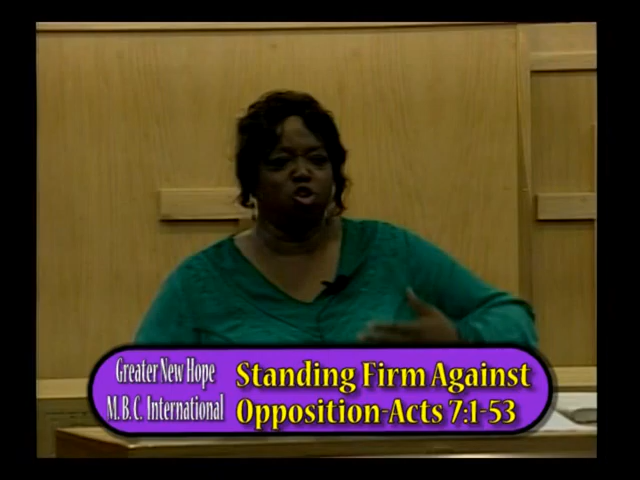 Greater New Hope
M.B.C. International
Standing Firm Against
Opposition-Acts 7:1-53